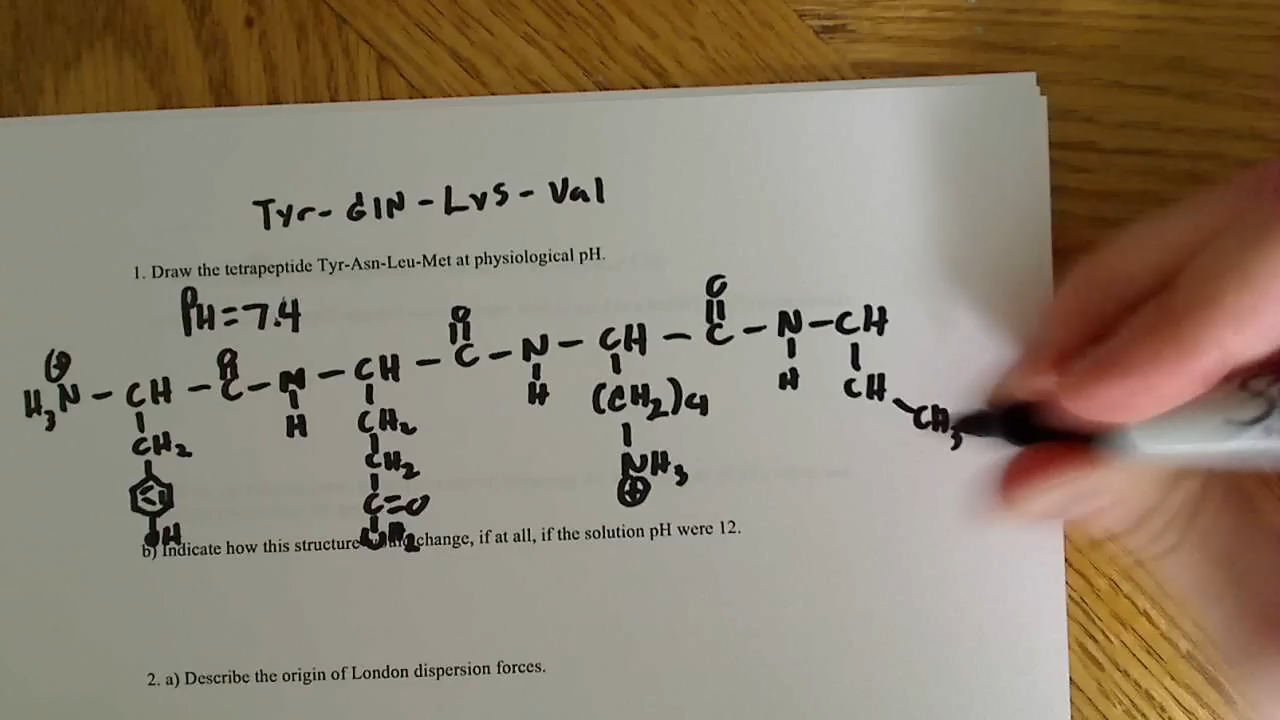 Tyr- GlN - Lys - Val
1. Draw the tetrapeptide Tyr-Asn-Leu-Met at physiological pH.
PH=7.4
O
O ‖
O ‖ C – N – CH
‖ C – N – CH –
⊕ C – N – CH –
H3N – CH –
H
H (CH2)4 CH
H CH2 CH3
CH2 CH2 NH3
C=O ⊕
OH NH2
b) Indicate how this structure change, if at all, if the solution pH were 12.
2. a) Describe the origin of London dispersion forces.